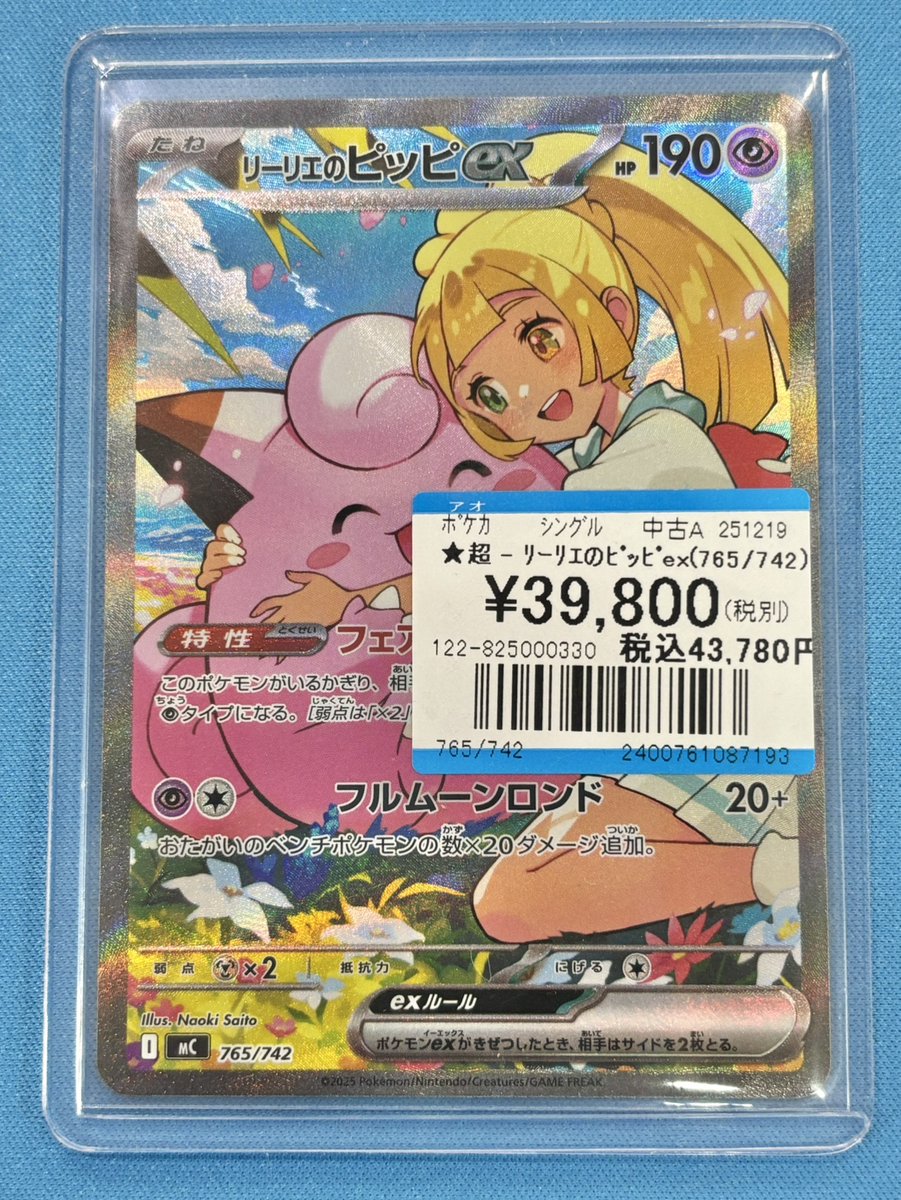 たね リーリエのピッピex HP 190
アオ
ポケカ シングル 中古A 251219
★超 - リーリエのピッピex(765/742)
¥39,800(税別)
122-825000330 税込43,780円
765/742 2400761087193
特性 とくせい フェア
このポケモンがいるかぎり、相手
タイプになる。[弱点は「×2」
フルムーンロンド 20+
おたがいのベンチポケモンの数×20ダメージ追加。
弱点 ×2 抵抗力 にげる
exルール
ポケモンexがきぜつしたとき、相手はサイドを2枚とる。
Illus. Naoki Saito
MC 765/742
©2025 Pokémon/Nintendo/Creatures/GAME FREAK.